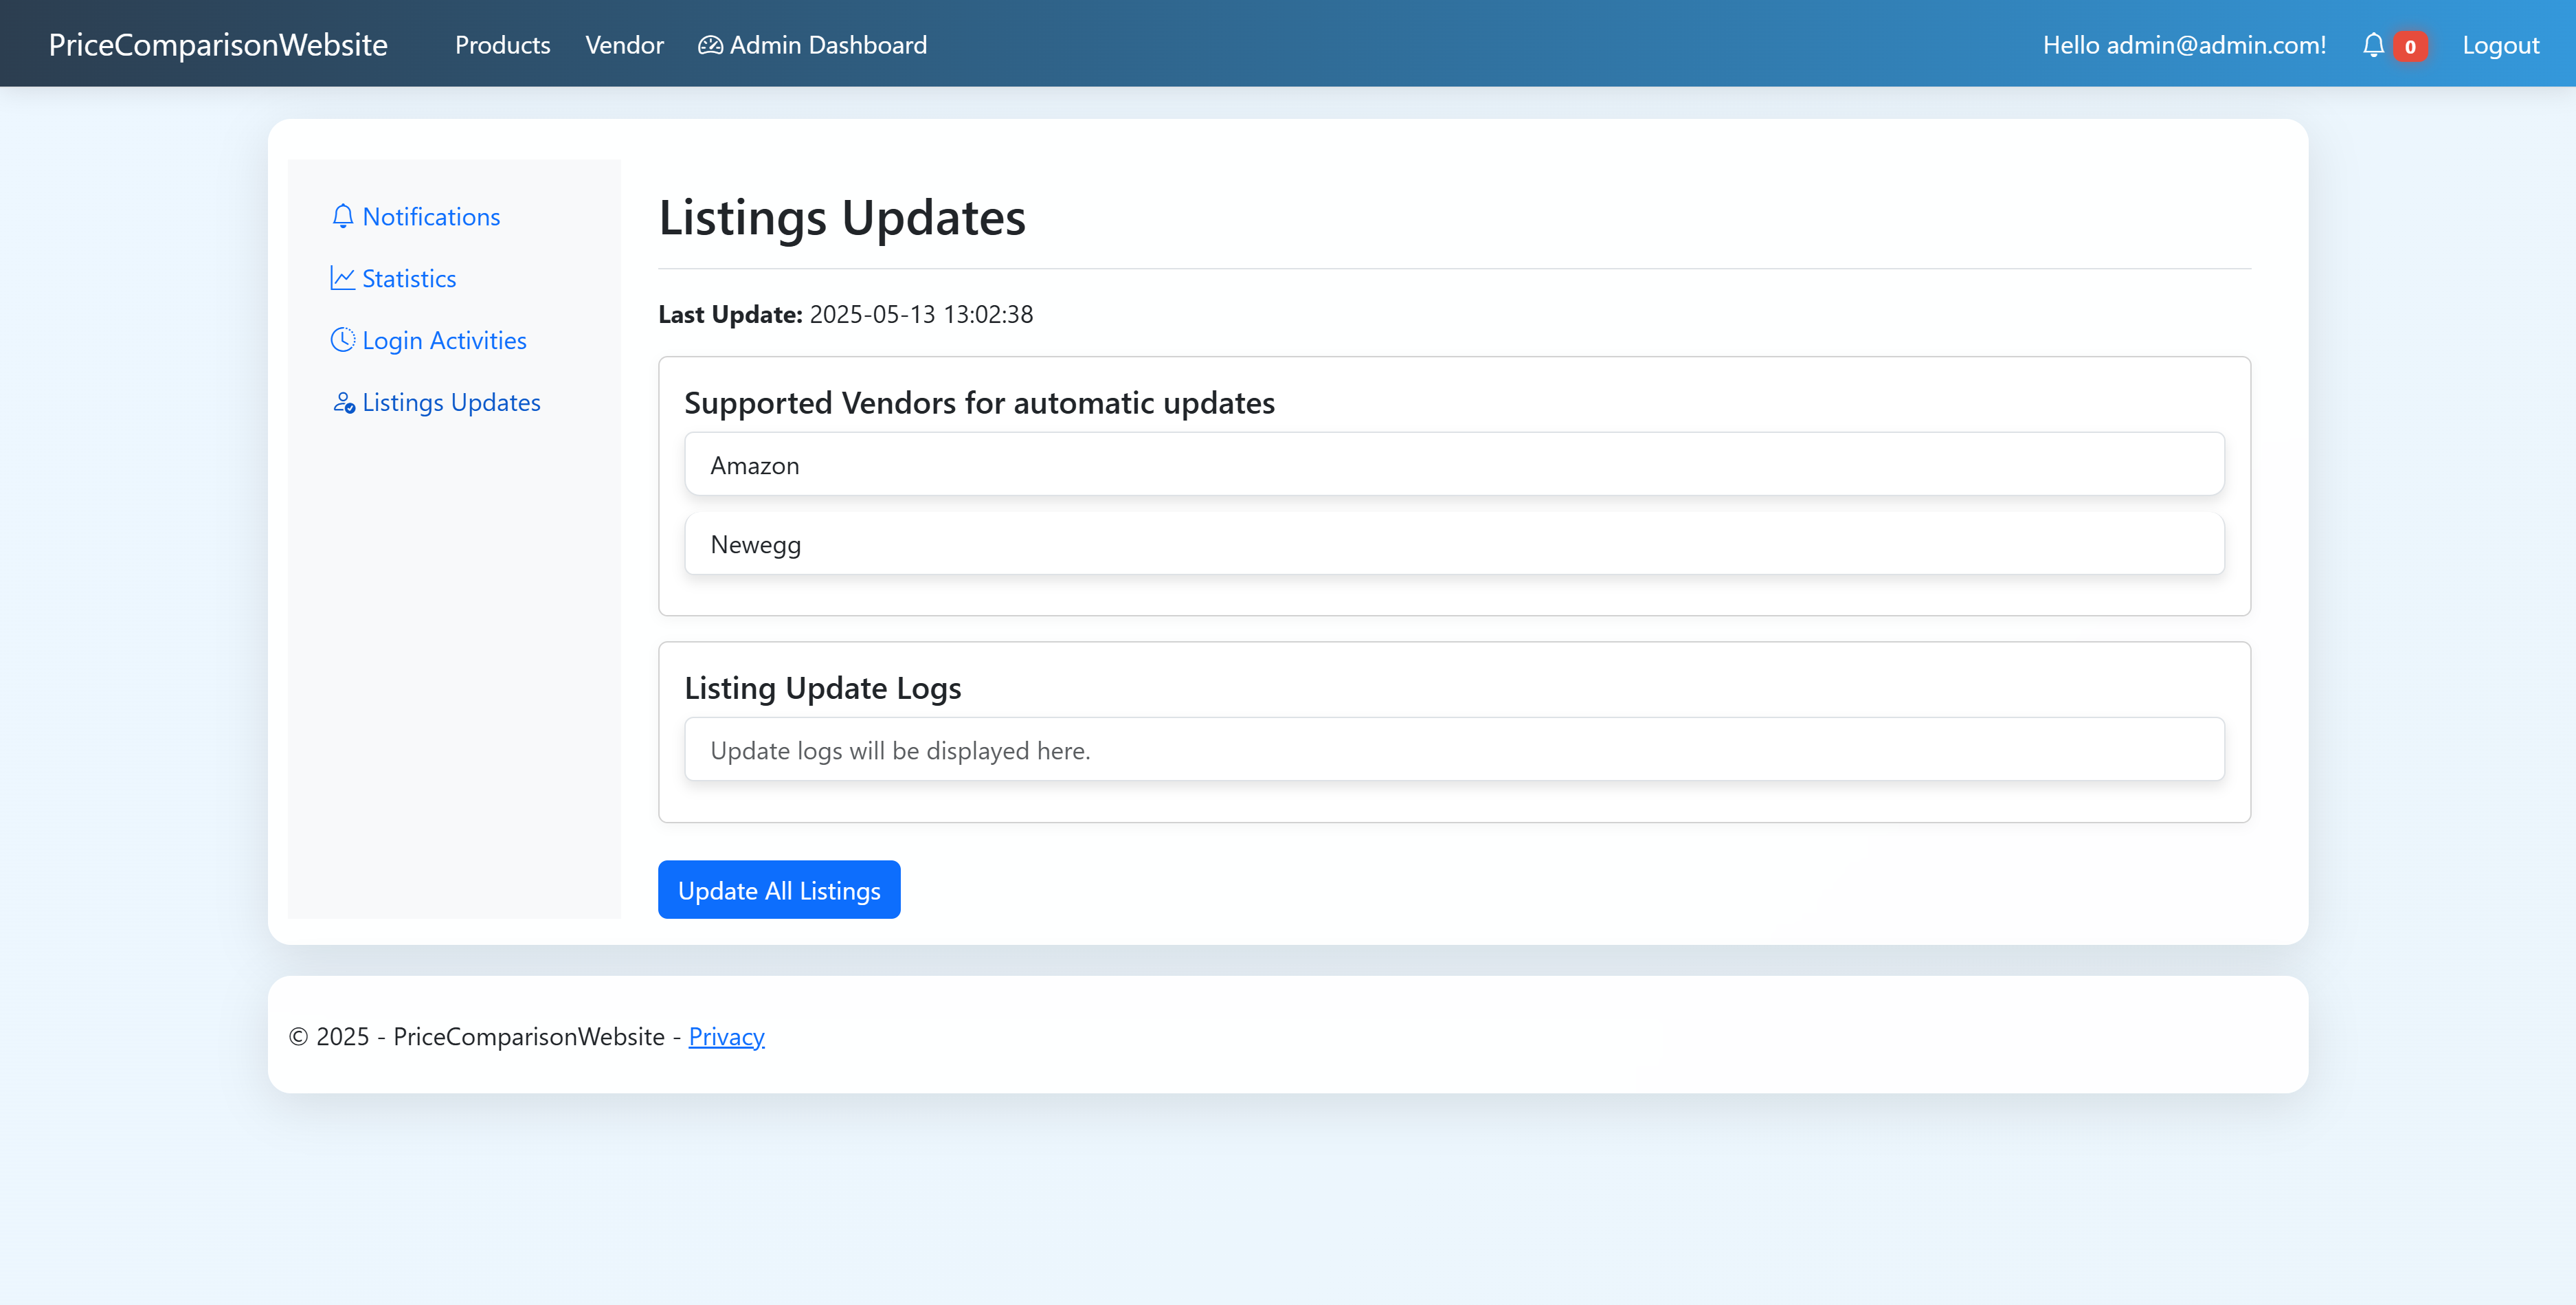 PriceComparisonWebsite Products Vendor Admin Dashboard Hello admin@admin.com! 0 Logout
Notifications
Statistics
Login Activities
Listings Updates
Listings Updates
Last Update: 2025-05-13 13:02:38
Supported Vendors for automatic updates
Amazon
Newegg
Listing Update Logs
Update logs will be displayed here.
Update All Listings
© 2025 - PriceComparisonWebsite - Privacy